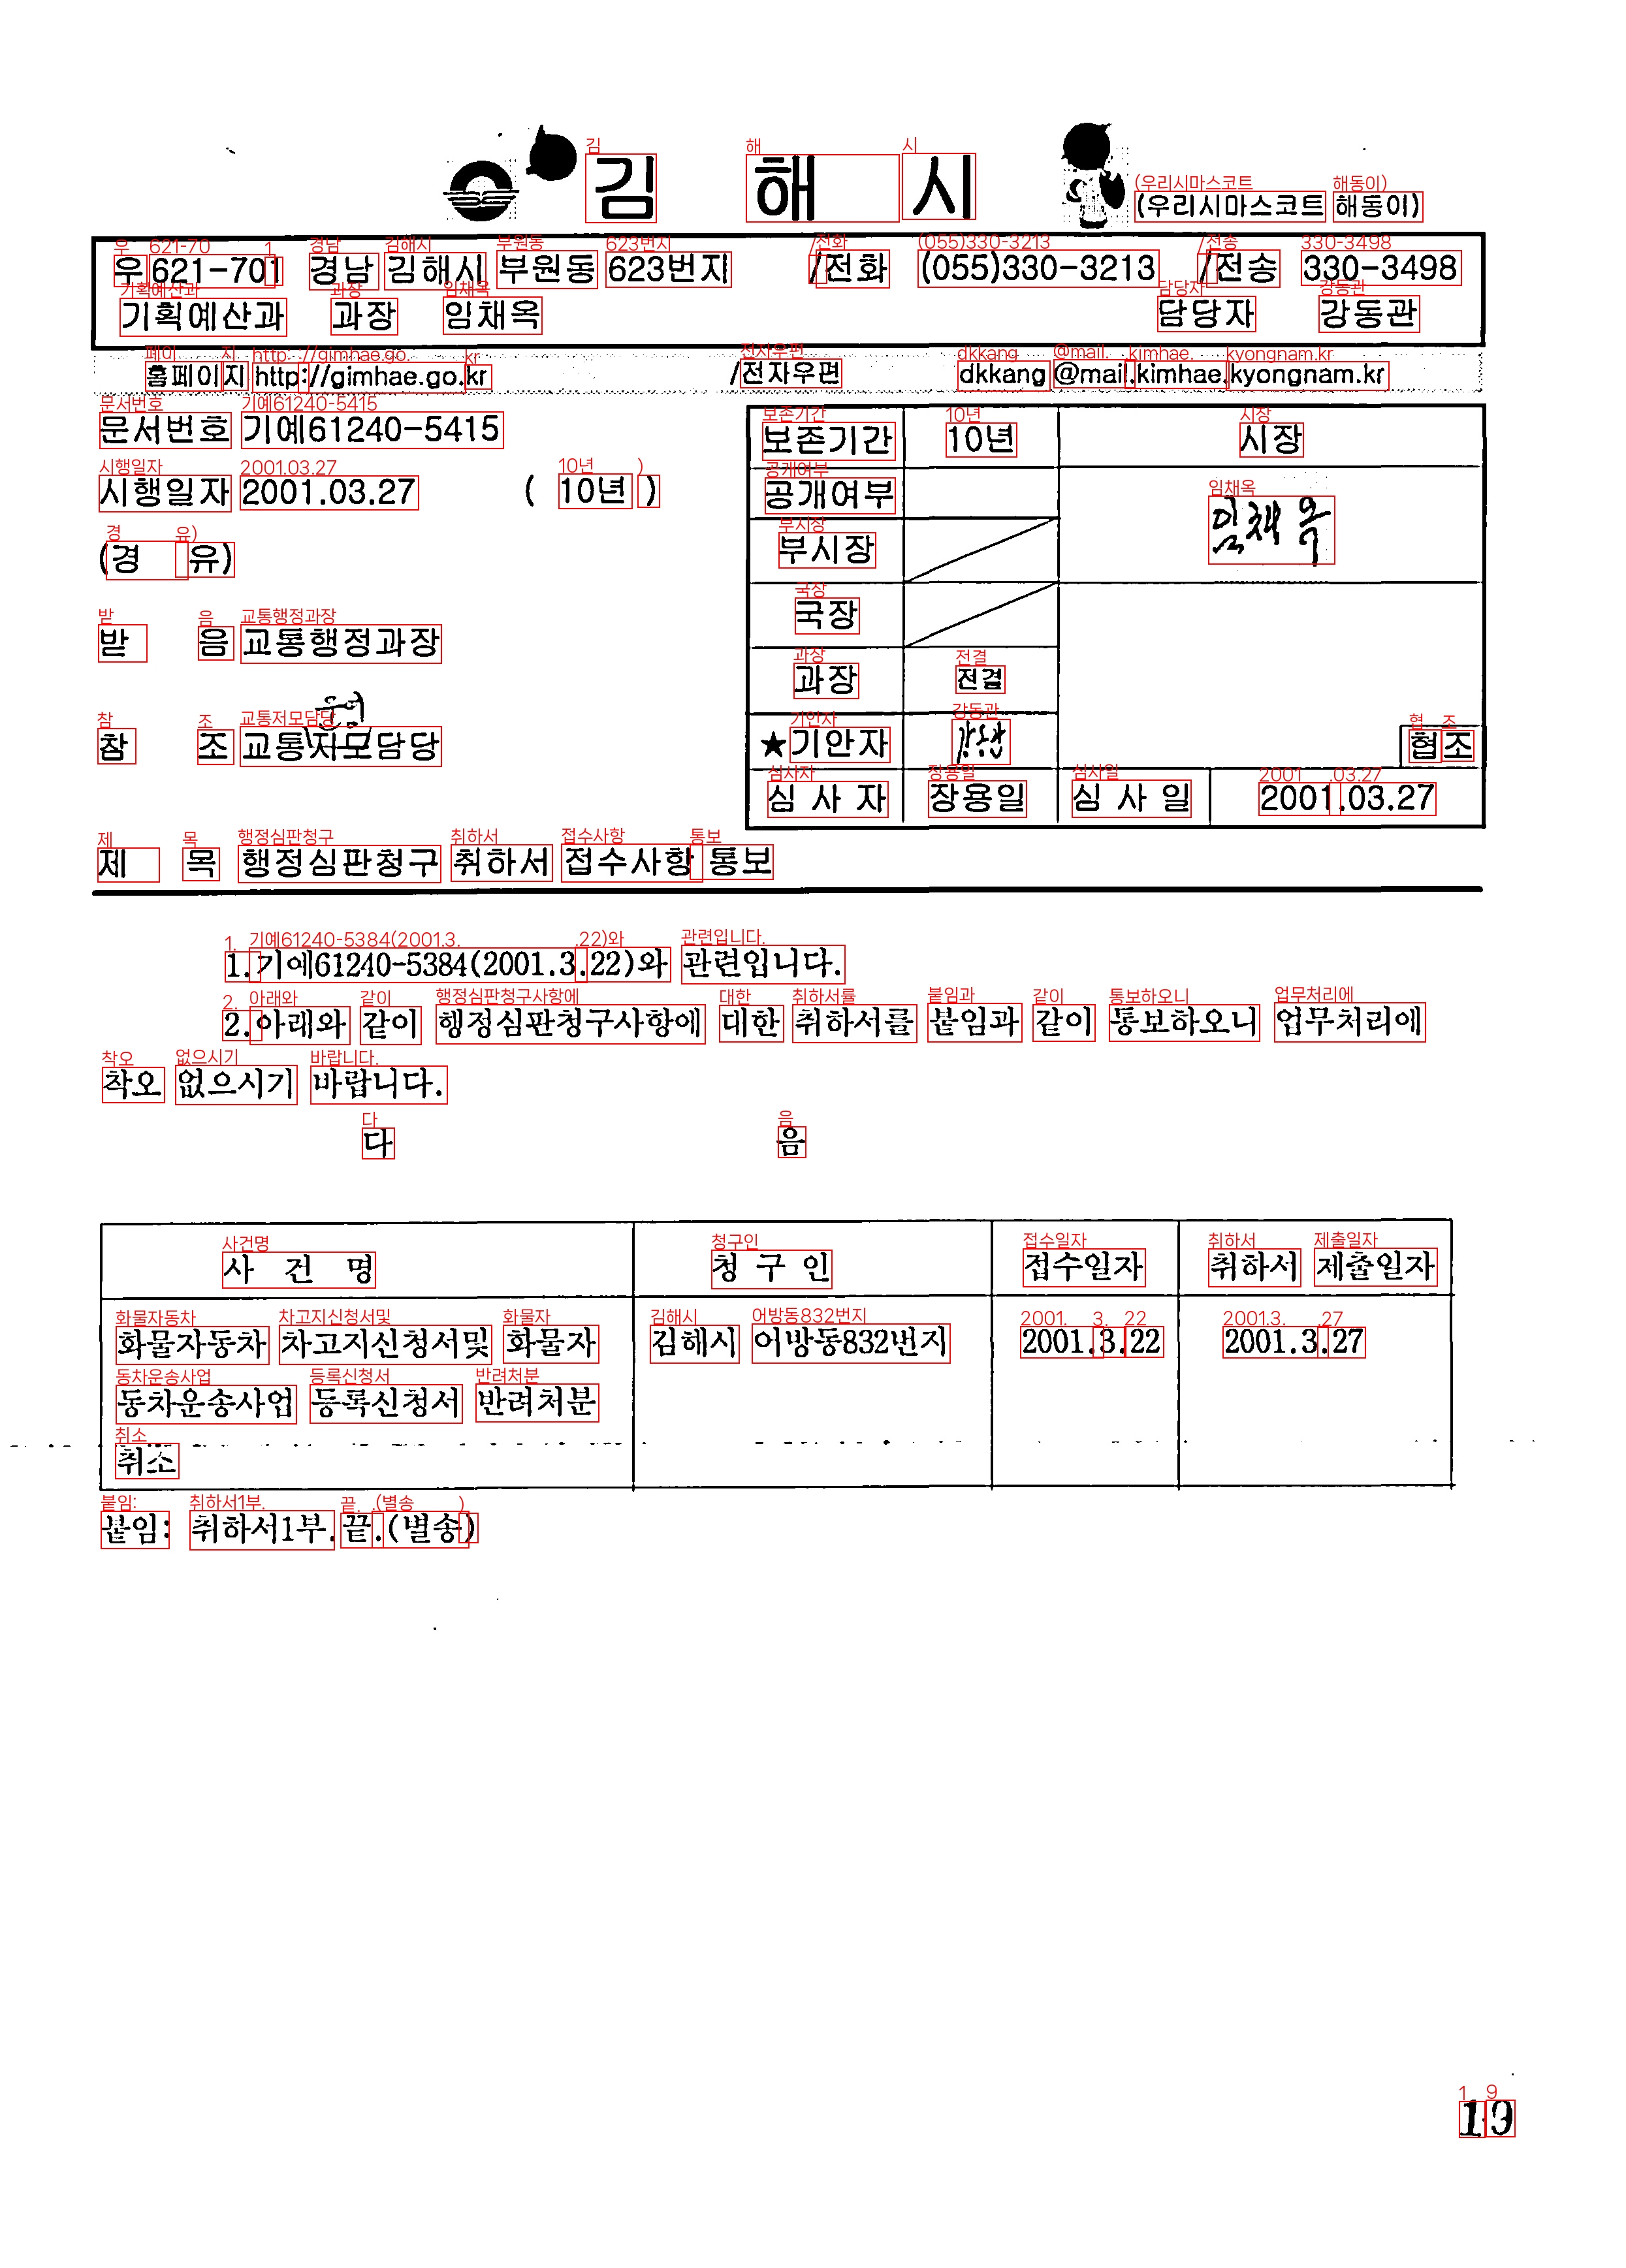 김 해 시 (우리시마스코트 해동이)
우 621-701 경남 김해시 부원동 623번지 /전화 (055)330-3213 /전송 330-3498
기획예산과 과장 임채옥 담당자 강동관
홈페이지 http://gimhae.go.kr /전자우편 dkkang@mail.kimhae.kyongnam.kr
문서번호 기예61240-5415
시행일자 2001.03.27 ( 10년 )
(경 유)
받 음 교통행정과장
참 조 교통저모담당
보존기간 10년 시장
공개여부
임채옥
부시장
국장
과장 전결
★기안자 강동관 협조
심 사 자 장용일 심 사 일 2001.03.27
제 목 행정심판청구 취하서 접수사항 통보
1. 기예61240-5384(2001.3.22)와 관련입니다.
2. 아래와 같이 행정심판청구사항에 대한 취하서를 붙임과 같이 통보하오니 업무처리에
착오 없으시기 바랍니다.
다 음
사 건 명 청 구 인 접수일자 취하서 제출일자
화물자동차 차고지신청서및 화물자 김해시 어방동832번지 2001.3.22 2001.3.27
동차운송사업 등록신청서 반려처분
취소
붙임: 취하서1부. 끝.(별송)
19